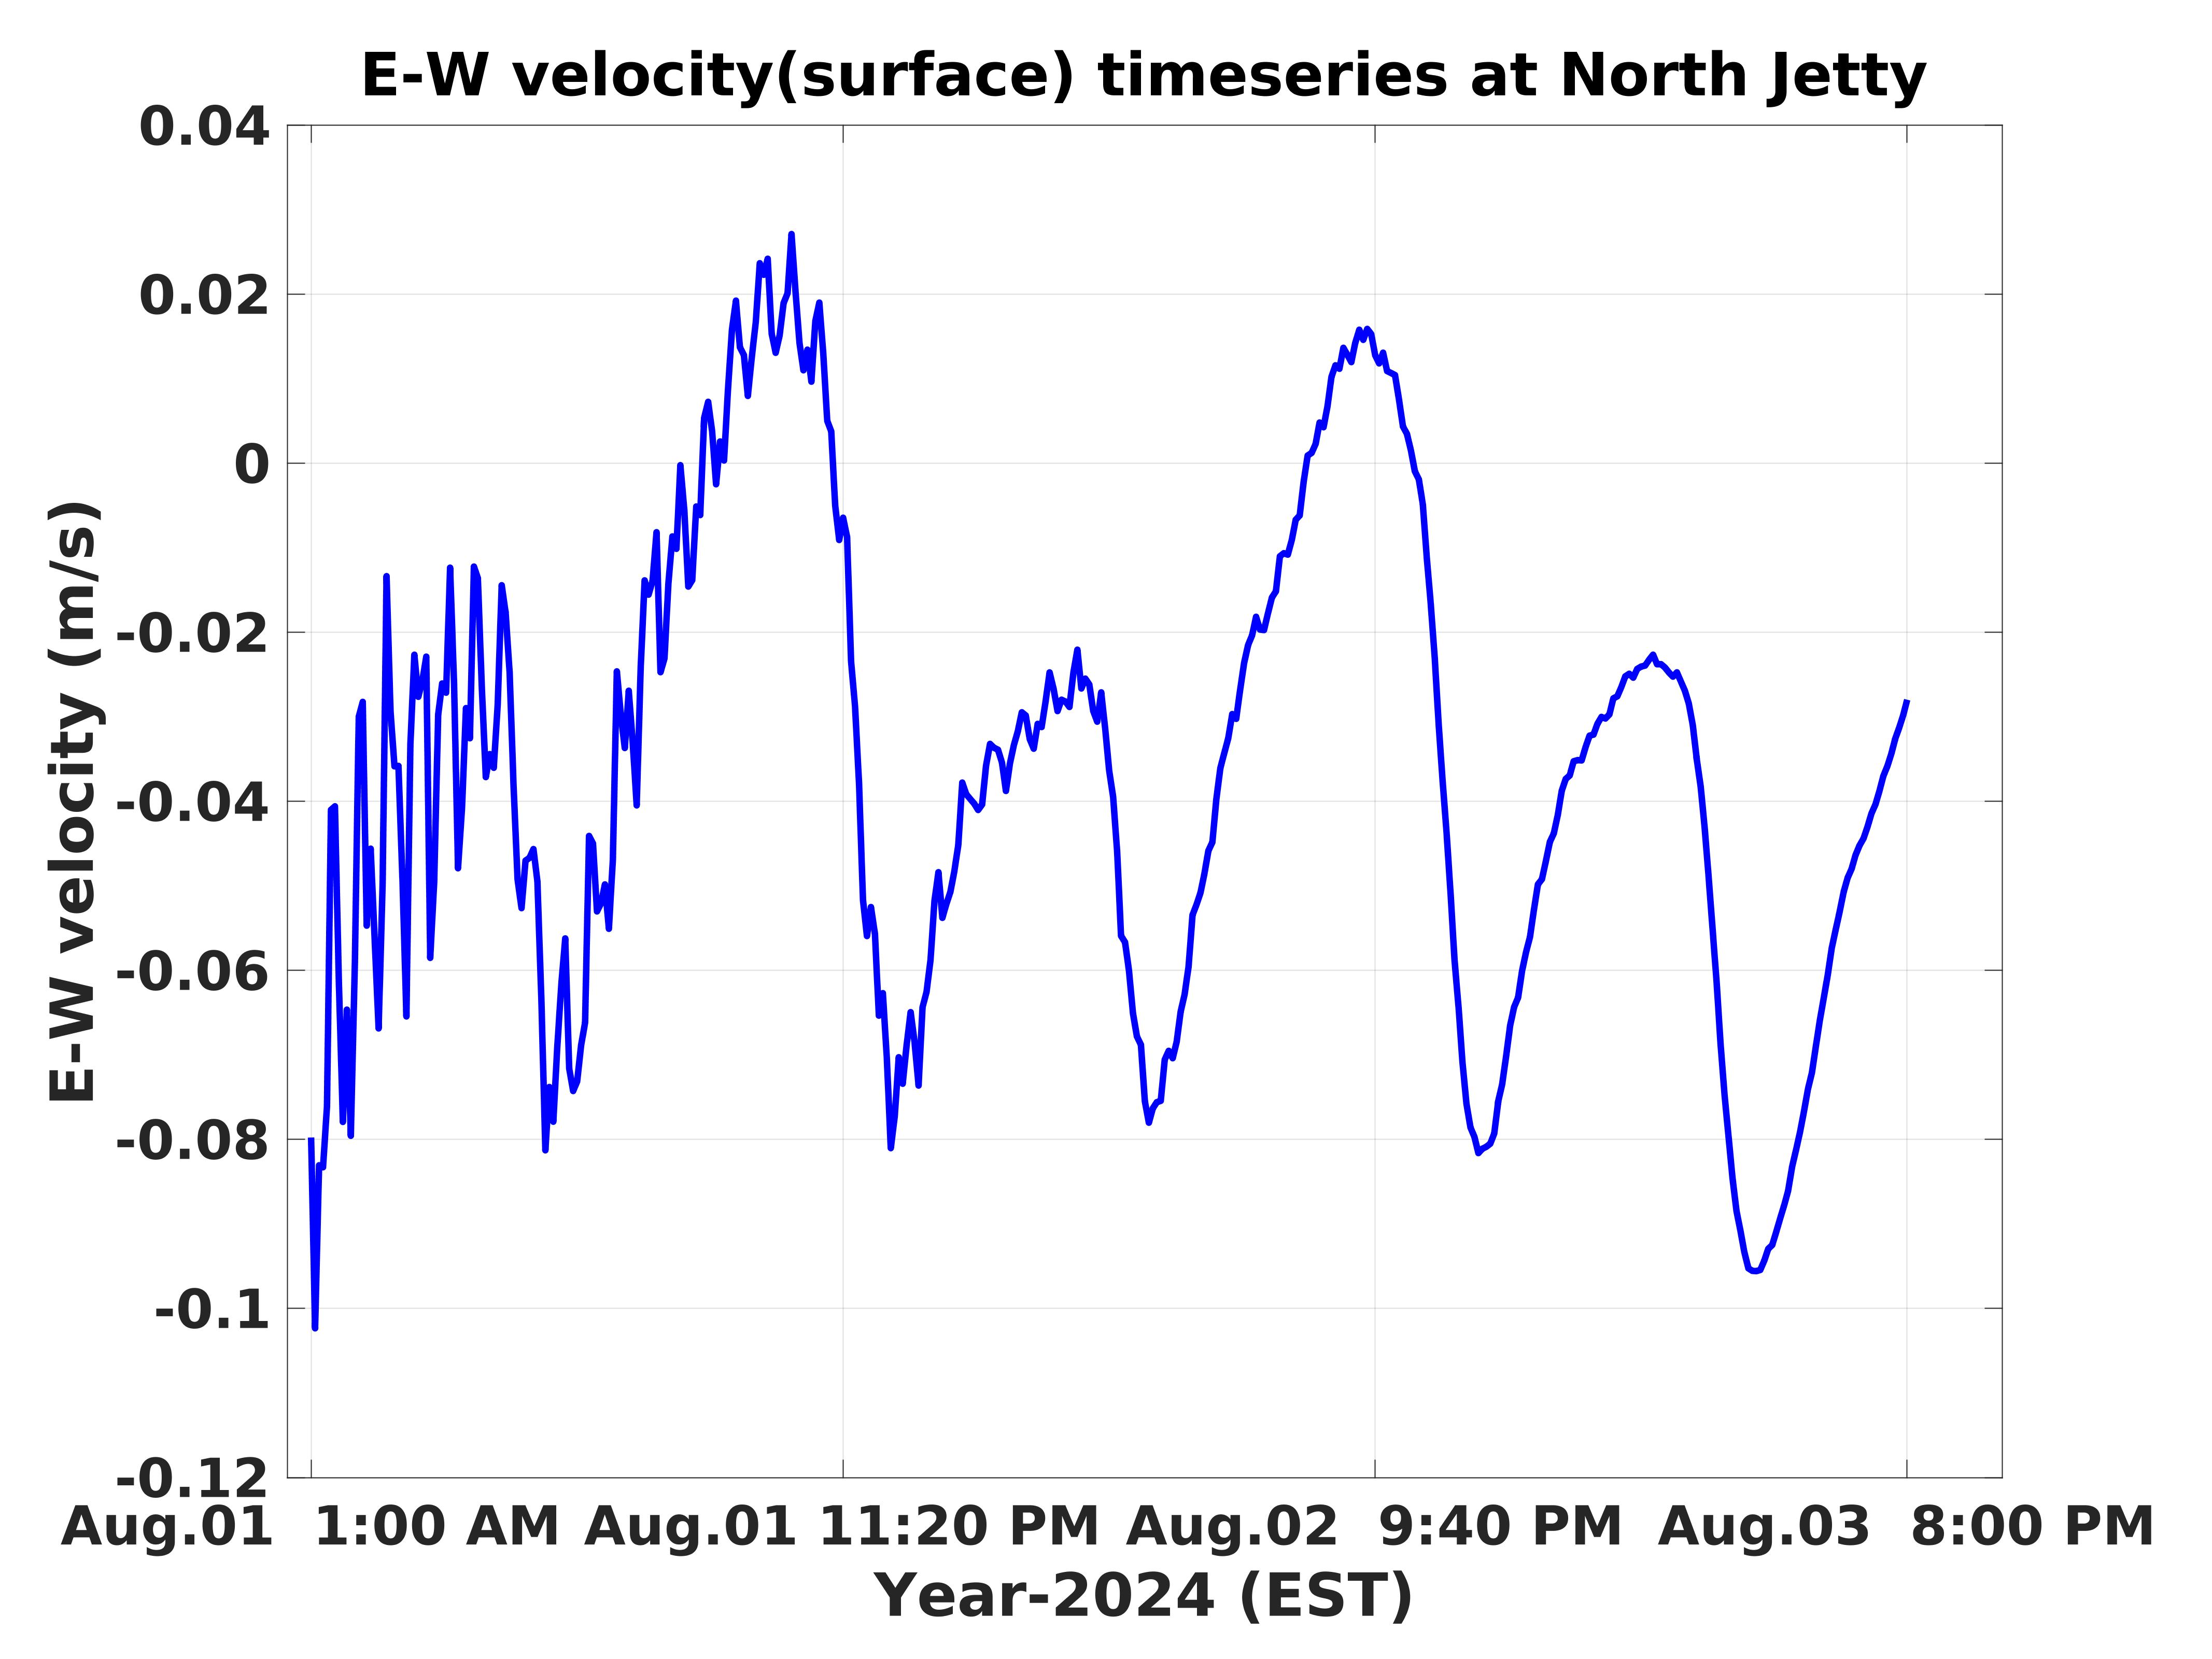 E-W velocity(surface) timeseries at North Jetty
0.04
0.02
0
-0.02
-0.04
-0.06
-0.08
-0.1
-0.12
E-W velocity (m/s)
Aug.01 1:00 AM Aug.01 11:20 PM Aug.02 9:40 PM Aug.03 8:00 PM
Year-2024 (EST)